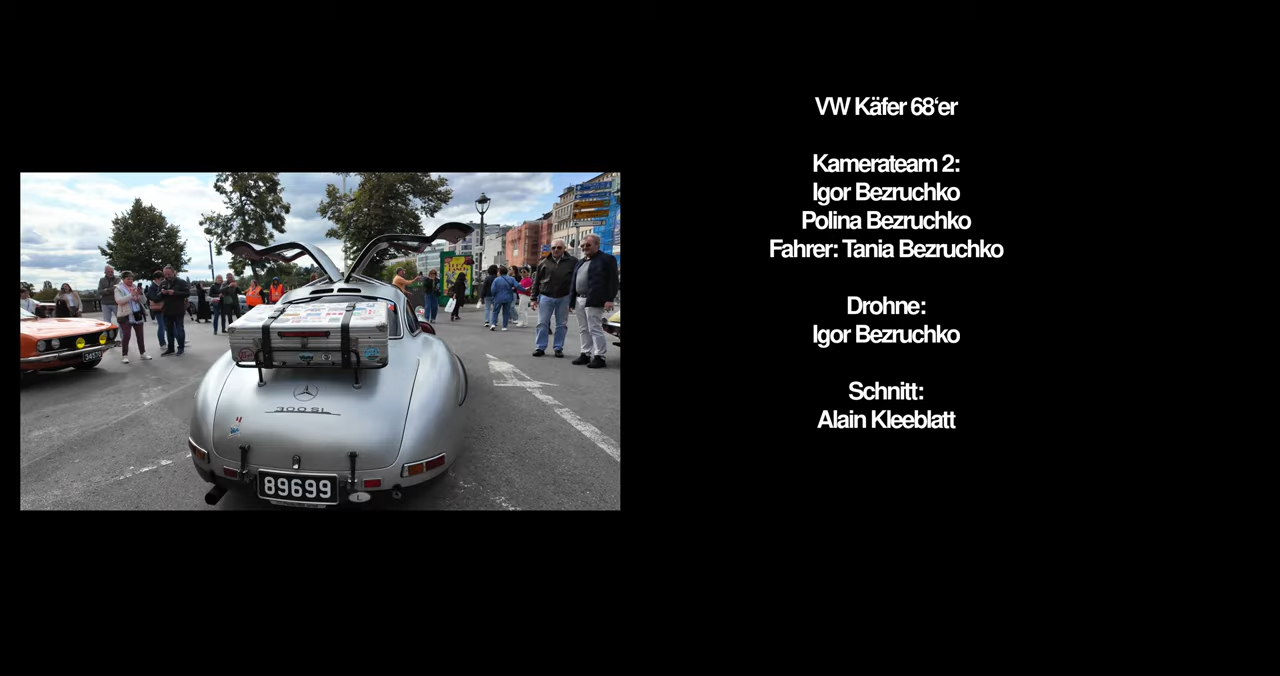 VW Käfer 68‘er
Kamerateam 2:
Igor Bezruchko
Polina Bezruchko
Fahrer: Tania Bezruchko
Drohne:
Igor Bezruchko
Schnitt:
Alain Kleeblatt
300 SL
89699
L